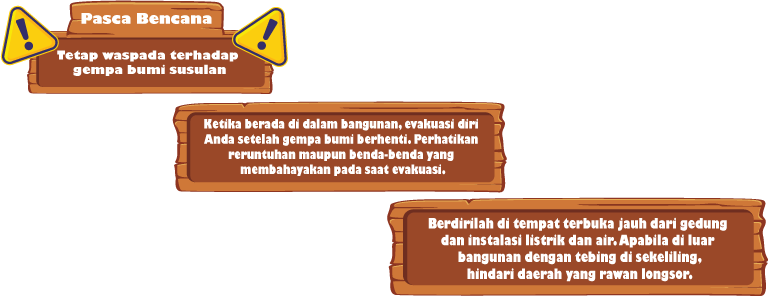 Pasca Bencana
Tetap waspada terhadap
gempa bumi susulan
Ketika berada di dalam bangunan, evakuasi diri
Anda setelah gempa bumi berhenti. Perhatikan
reruntuhan maupun benda-benda yang
membahayakan pada saat evakuasi.
Berdirilah di tempat terbuka jauh dari gedung
dan instalasi listrik dan air. Apabila di luar
bangunan dengan tebing di sekeliling,
hindari daerah yang rawan longsor.